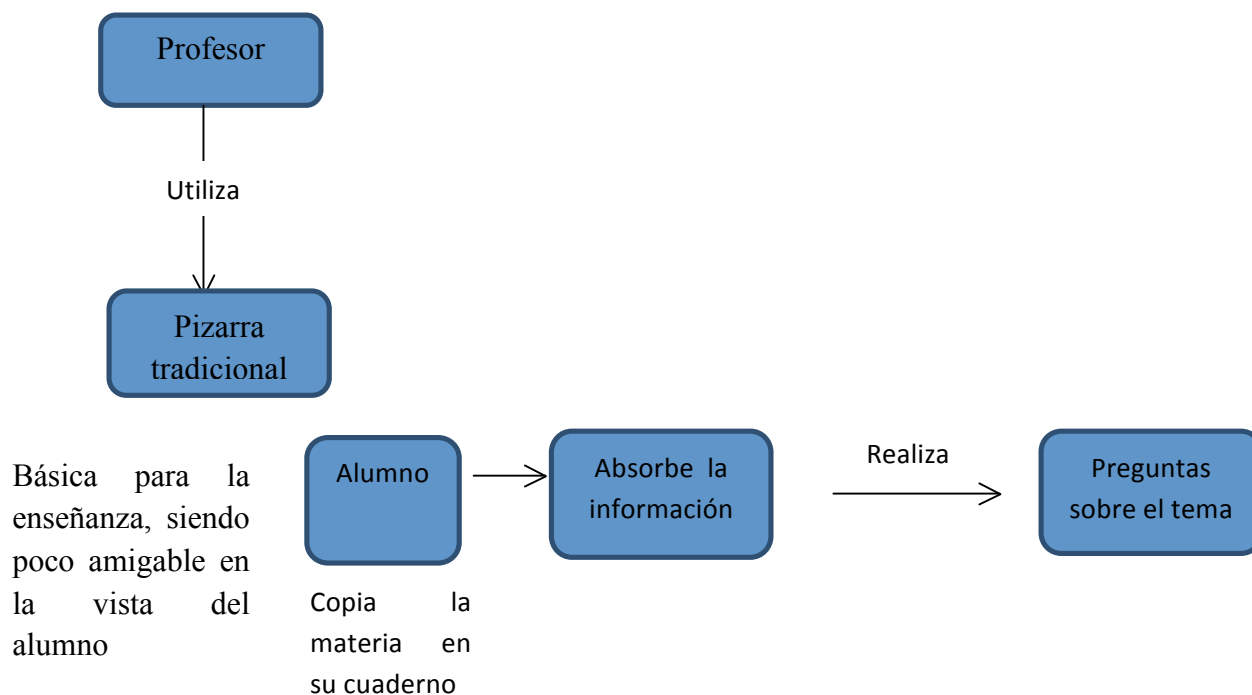 Profesor
Utiliza
Pizarra
tradicional
Básica para la
enseñanza, siendo
poco amigable en
la vista del
alumno
Alumno
Copia la
materia en
su cuaderno
Absorbe la
información
Realiza
Preguntas
sobre el tema